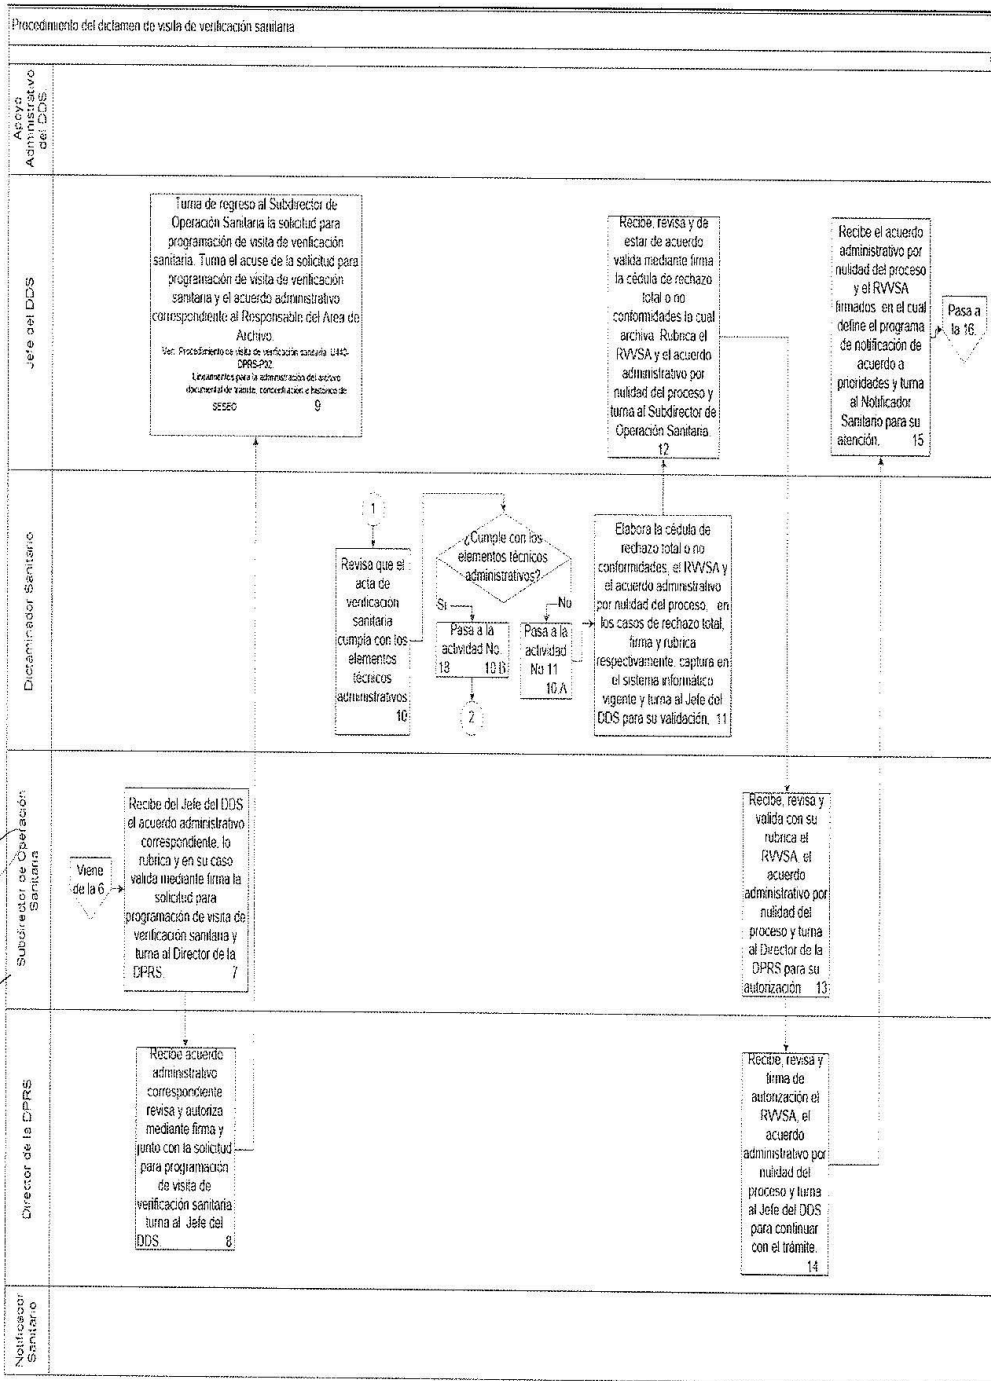 Procedimiento del dictamen de visita de verificación sanitaria
Apoyo
Administrativo
del DDS.
Jefe del DDS
Turna de regreso al Subdirector de
Operación Sanitaria la solicitud para
programación de visita de verificación
sanitaria. Turna el acuse de la solicitud para
programación de visita de verificación
sanitaria y el acuerdo administrativo
correspondiente al Responsable del Area de
Archivo.
Ver: Procedimiento de visita de verificación sanitaria
DPRS-P02.
Lineamientos para la administración del archivo
documental de trámite, concentración e histórico de
SESEQ 9
Recibe, revisa y de
estar de acuerdo
valida mediante firma
la cédula de rechazo
total o no
conformidades la cual
archiva. Rubrica el
RVVSA y el acuerdo
administrativo por
nulidad del proceso y
turna al Subdirector de
Operación Sanitaria.
12
Recibe el acuerdo
administrativo por
nulidad del proceso
y el RVVSA
firmados en el cual
define el programa
de notificación de
acuerdo a
prioridades y turna
al Notificador
Sanitario para su
atención. 15
Pasa a
la 16.
Dictaminador Sanitario
1
Revisa que el
acta de
verificación
sanitaria
cumpla con los
elementos
técnicos
administrativos
10
¿Cumple con los
elementos técnicos
administrativos?
Si
No
Pasa a la
actividad No.
18 10.B
2
Pasa a la
actividad
No 11
10.A
Elabora la cédula de
rechazo total o no
conformidades, el RVVSA y
el acuerdo administrativo
por nulidad del proceso, en
los casos de rechazo total,
firma y rubrica
respectivamente, captura en
el sistema informático
vigente y turna al Jefe del
DDS para su validación. 11
Subdirector de Operación
Sanitaria
Viene
de la 6
Recibe del Jefe del DDS
el acuerdo administrativo
correspondiente, lo
rubrica y en su caso
valida mediante firma la
solicitud para
programación de visita de
verificación sanitaria y
turna al Director de la
DPRS. 7
Recibe, revisa y
valida con su
rubrica el
RVVSA, el
acuerdo
administrativo por
nulidad del
proceso y turna
al Director de la
DPRS para su
autorización 13
Director de la DPRS
Recibe acuerdo
administrativo
correspondiente
revisa y autoriza
mediante firma y
junto con la solicitud
para programación
de visita de
verificación sanitaria
turna al Jefe del
DDS. 8
Recibe, revisa y
firma de
autorización el
RVVSA, el
acuerdo
administrativo por
nulidad del
proceso y turna
al Jefe del DDS
para continuar
con el trámite.
14
Notificador
Sanitario